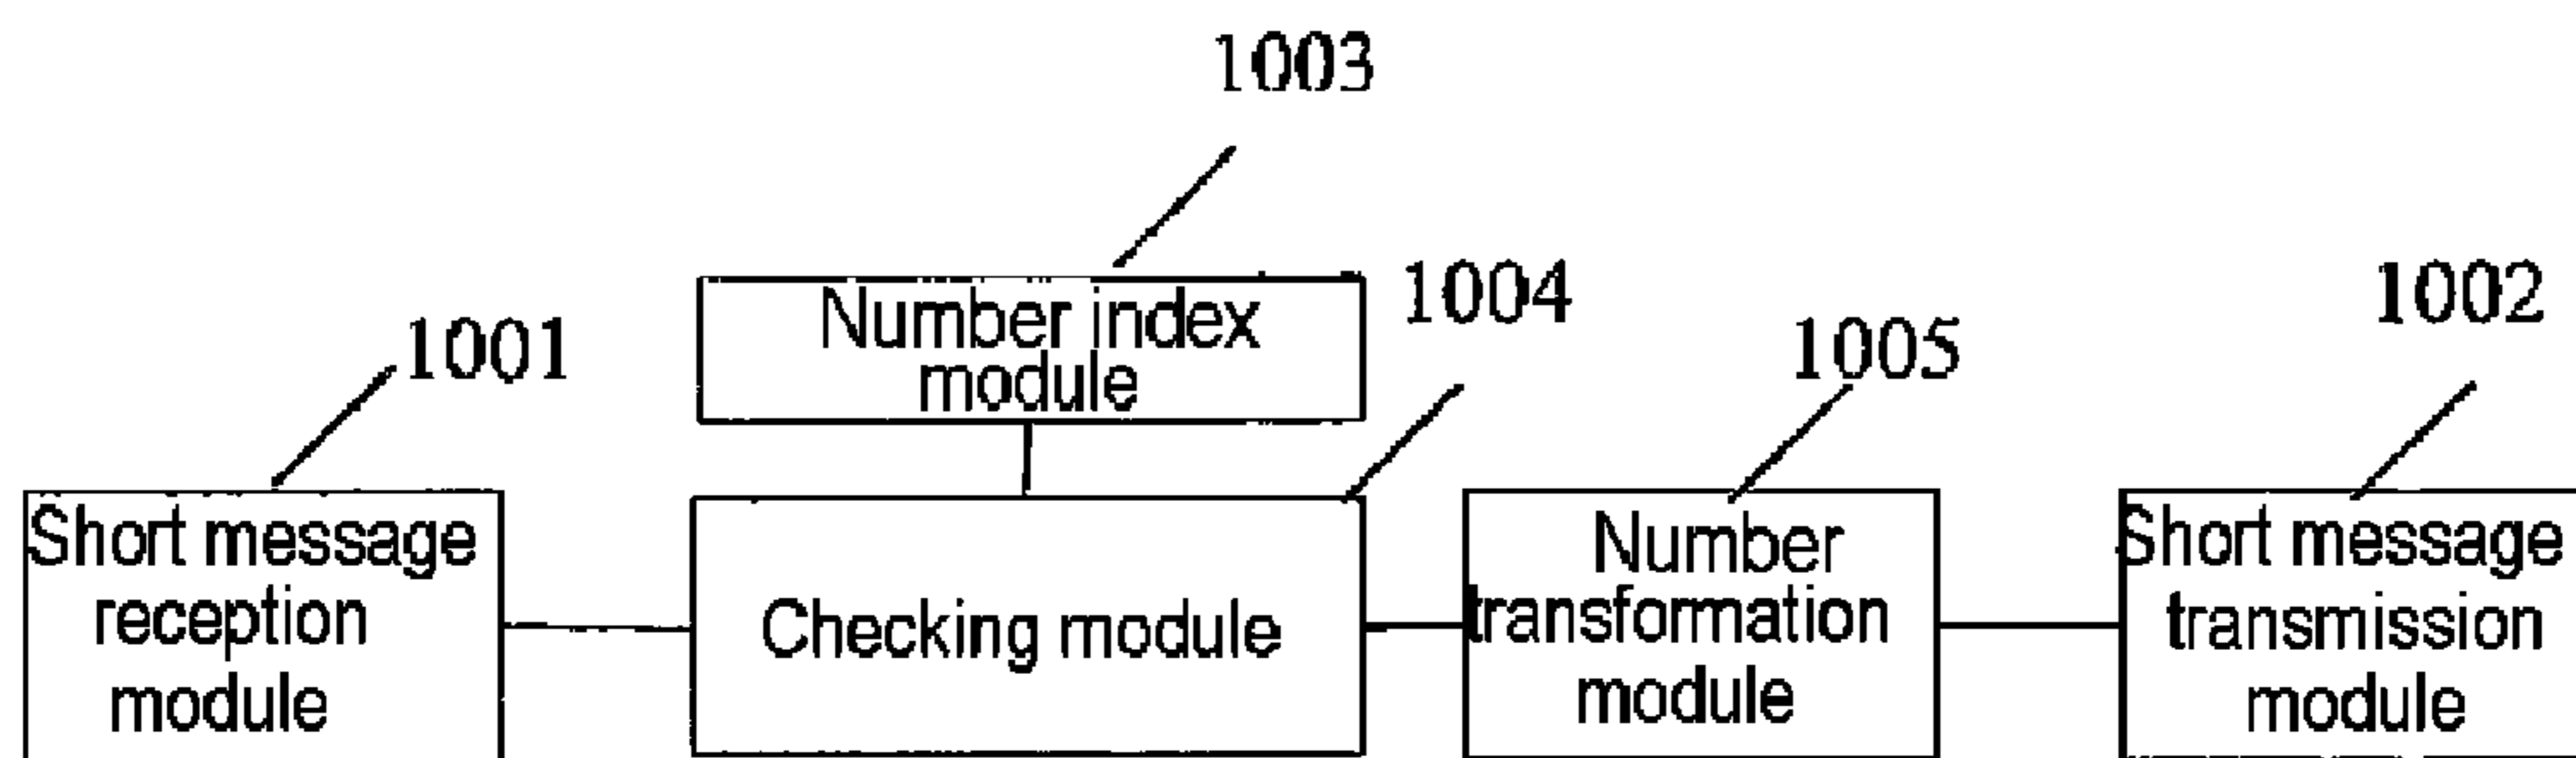 1003
Number index
module
1004
1002
1001
1005
Short message
reception
module
Checking module
Number
transformation
module
Short message
transmission
module